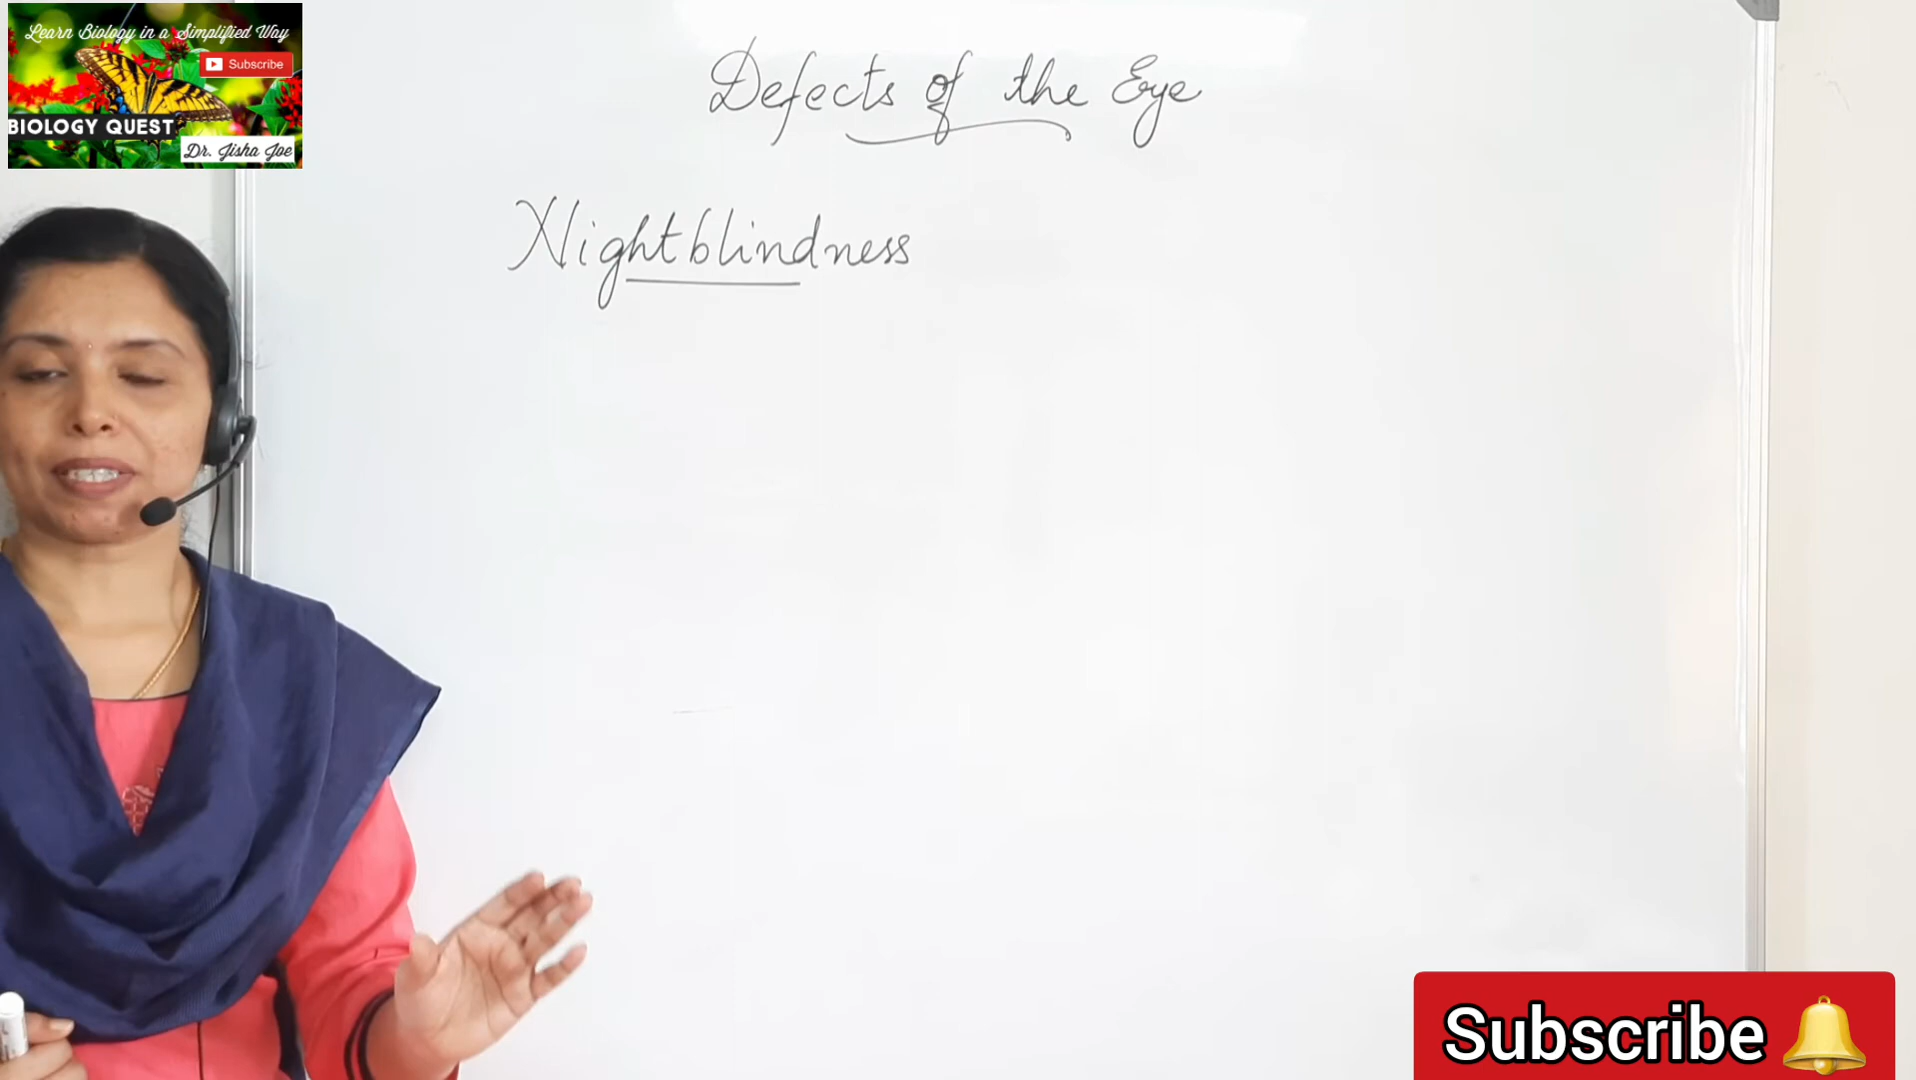 Learn Biology in a Simplified Way
Subscribe
BIOLOGY QUEST
Dr. Jisha Joe
Defects of the Eye
Nightblindness
Subscribe